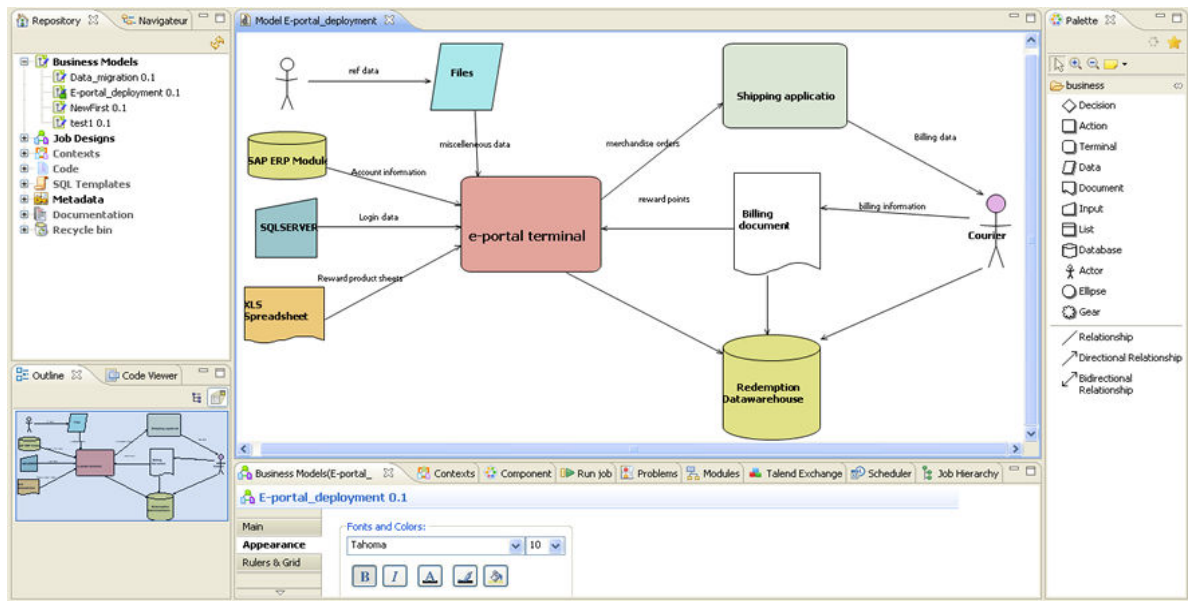 Repository
Navigateur
Business Models
Data_migration 0.1
E-portal_deployment 0.1
NewFirst 0.1
test1 0.1
Job Designs
Contexts
Code
SQL Templates
Metadata
Documentation
Recycle bin
Outline
Code Viewer
Model E-portal_deployment
ref data
Files
Shipping applicatio
miscelleneous data
merchandise orders
Billing data
SAP ERP Module
Account information
reward points
billing information
Login data
SQLSERVER
e-portal terminal
Billing
document
Courier
Reward product sheets
XLS
Spreadsheet
Redemption
Datawarehouse
Business Models(E-portal_
Contexts
Component
Run job
Problems
Modules
Talend Exchange
Scheduler
Job Hierarchy
E-portal_deployment 0.1
Main
Appearance
Rulers & Grid
Fonts and Colors:
Tahoma
10
B
I
A
Palette
business
Decision
Action
Terminal
Data
Document
Input
List
Database
Actor
Ellipse
Gear
Relationship
Directional Relationship
Bidirectional
Relationship